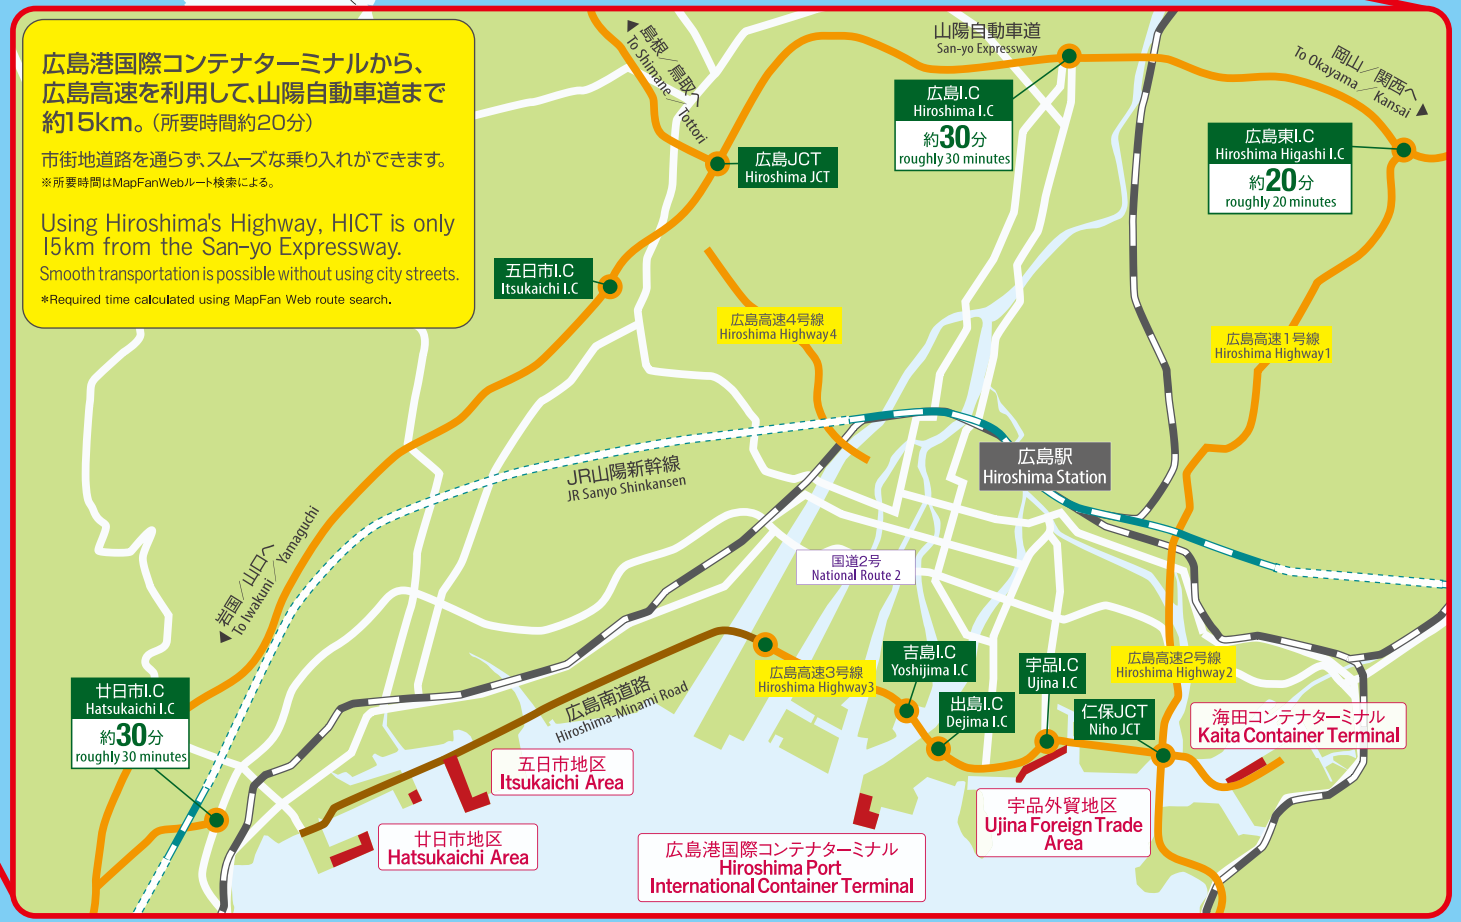 広島港国際コンテナターミナルから、
広島高速を利用して、山陽自動車道まで
約15km。（所要時間約20分）
市街地道路を通らず、スムーズな乗り入れができます。
※所要時間はMapFanWebルート検索による。
Using Hiroshima's Highway, HICT is only
15km from the San-yo Expressway.
Smooth transportation is possible without using city streets.
*Required time calculated using MapFan Web route search.
島根／鳥取へ
To Shimane／Tottori
山陽自動車道
San-yo Expressway
岡山／関西へ
To Okayama／Kansai
広島I.C
Hiroshima I.C
約30分
roughly 30 minutes
広島東I.C
Hiroshima Higashi I.C
約20分
roughly 20 minutes
広島JCT
Hiroshima JCT
五日市I.C
Itsukaichi I.C
広島高速4号線
Hiroshima Highway4
広島高速1号線
Hiroshima Highway1
JR山陽新幹線
JR Sanyo Shinkansen
広島駅
Hiroshima Station
岩国／山口へ
To Iwakuni／Yamaguchi
国道2号
National Route 2
廿日市I.C
Hatsukaichi I.C
約30分
roughly 30 minutes
広島南道路
Hiroshima-Minami Road
広島高速3号線
Hiroshima Highway3
吉島I.C
Yoshijima I.C
出島I.C
Dejima I.C
宇品I.C
Ujina I.C
広島高速2号線
Hiroshima Highway2
仁保JCT
Niho JCT
海田コンテナターミナル
Kaita Container Terminal
五日市地区
Itsukaichi Area
廿日市地区
Hatsukaichi Area
広島港国際コンテナターミナル
Hiroshima Port
International Container Terminal
宇品外貿地区
Ujina Foreign Trade
Area